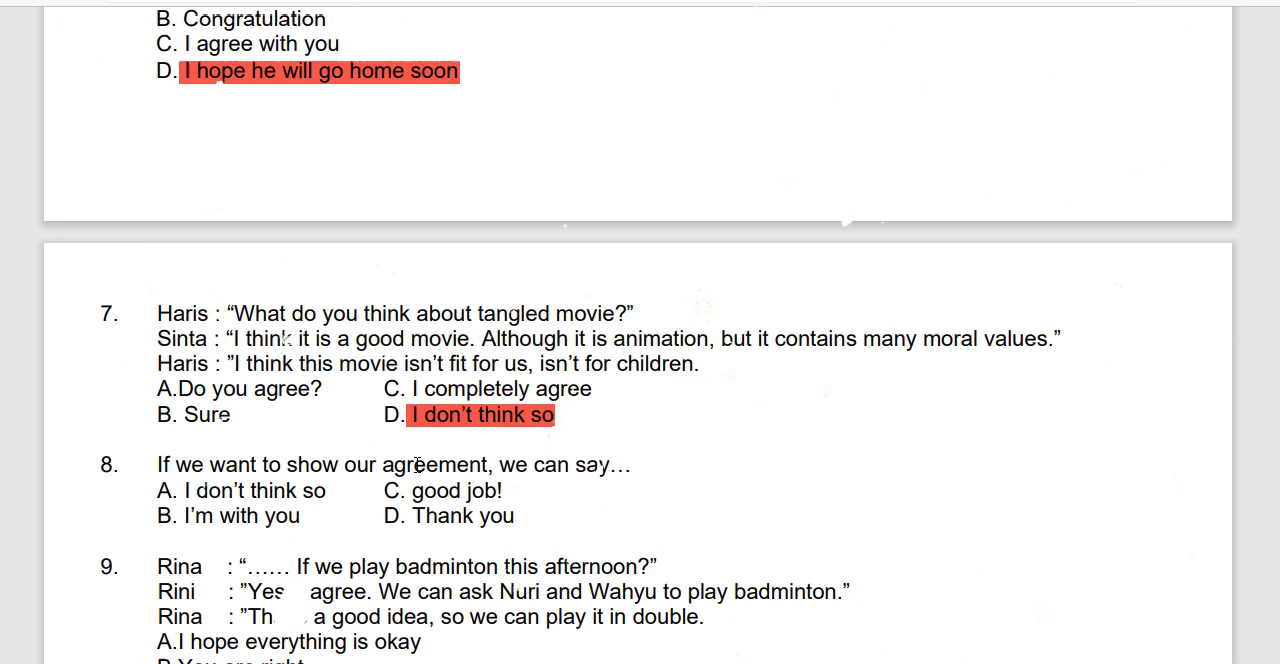 B. Congratulation
C. I agree with you
D. I hope he will go home soon
7. Haris : “What do you think about tangled movie?”
Sinta : “I think it is a good movie. Although it is animation, but it contains many moral values.”
Haris : ”I think this movie isn’t fit for us, isn’t for children.
A.Do you agree? C. I completely agree
B. Sure D. I don’t think so
8. If we want to show our agreement, we can say…
A. I don’t think so C. good job!
B. I’m with you D. Thank you
9. Rina : “…… If we play badminton this afternoon?”
Rini : ”Yes agree. We can ask Nuri and Wahyu to play badminton.”
Rina : ”Th a good idea, so we can play it in double.
A.I hope everything is okay
B.You are right